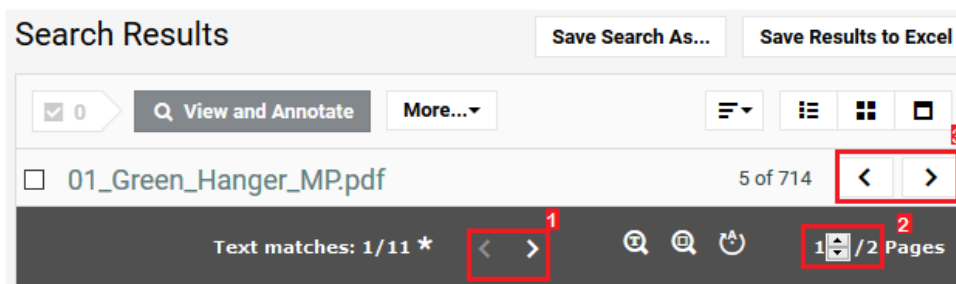 Search Results
Save Search As...
Save Results to Excel
0
View and Annotate
More...
3
01_Green_Hanger_MP.pdf
5 of 714
1
2
Text matches: 1/11 *
1 /2 Pages